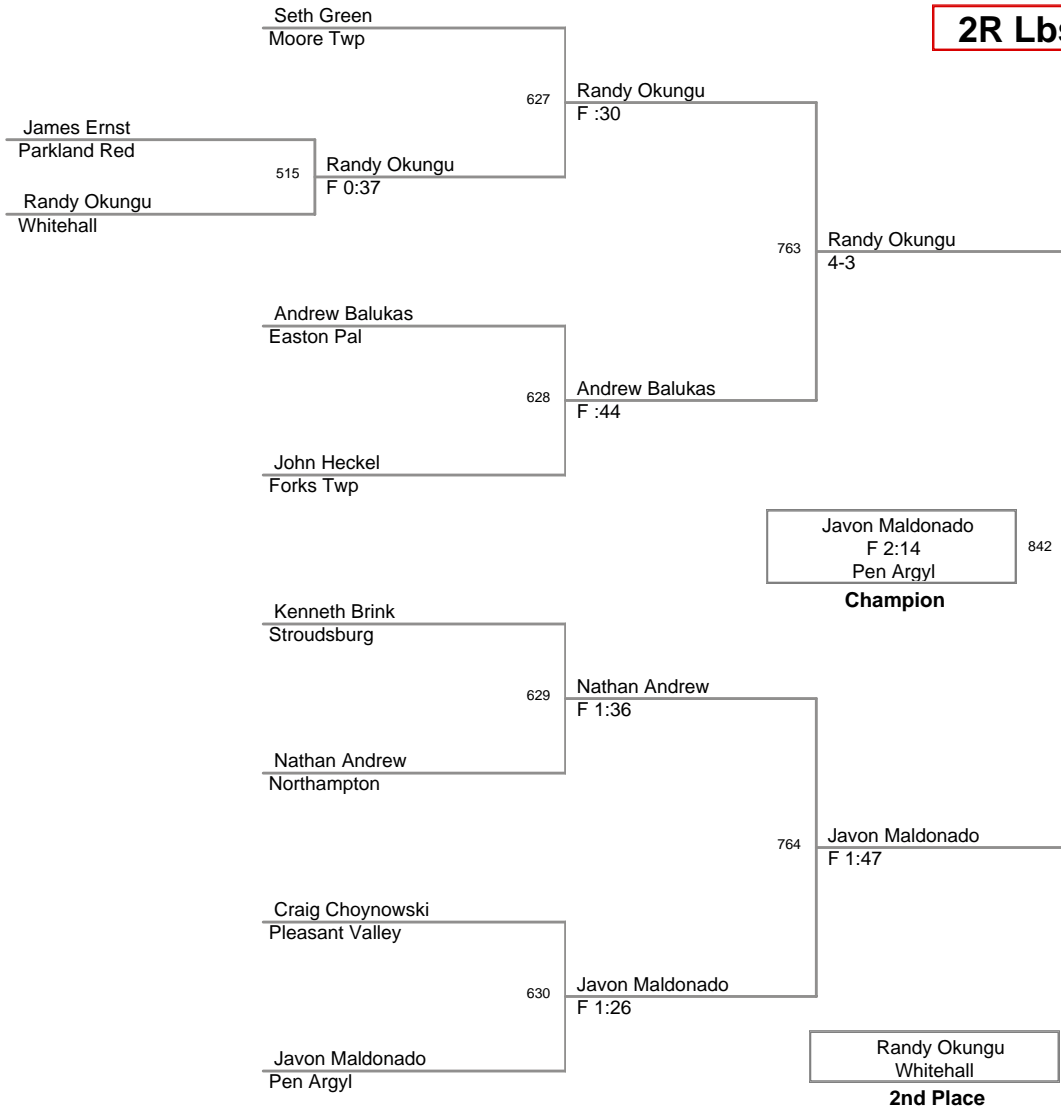 Seth Green
Moore Twp
2R Lbs
627
Randy Okungu
F :30
James Ernst
Parkland Red
515
Randy Okungu
F 0:37
Randy Okungu
Whitehall
763
Randy Okungu
4-3
Andrew Balukas
Easton Pal
628
Andrew Balukas
F :44
John Heckel
Forks Twp
Javon Maldonado
F 2:14
Pen Argyl
842
Champion
Kenneth Brink
Stroudsburg
629
Nathan Andrew
F 1:36
Nathan Andrew
Northampton
764
Javon Maldonado
F 1:47
Craig Choynowski
Pleasant Valley
630
Javon Maldonado
F 1:26
Javon Maldonado
Pen Argyl
Randy Okungu
Whitehall
2nd Place